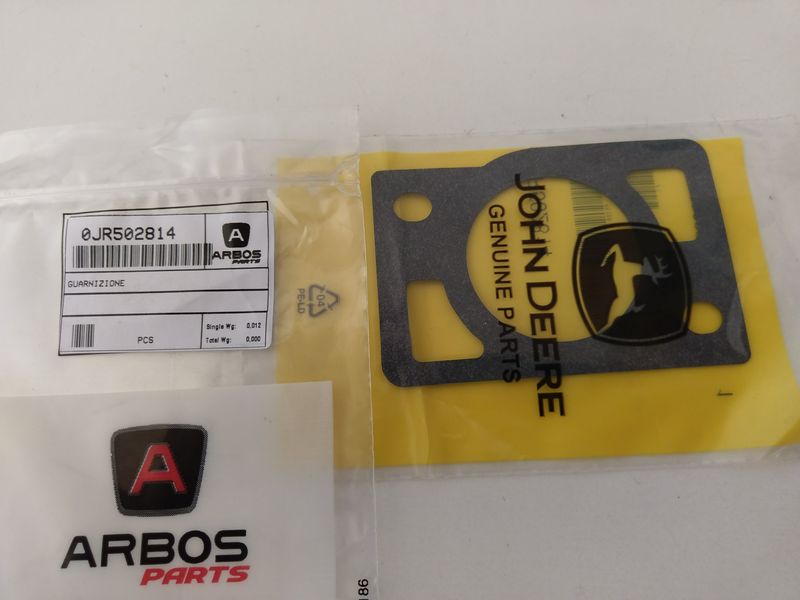 0JR502814
A
ARBOS
PARTS
GUARNIZIONE
PCS
Single Wg: 0,012
Total Wg: 0,000
A
ARBOS
PARTS
04
PE-LD
JOHN DEERE
GENUINE PARTS
186